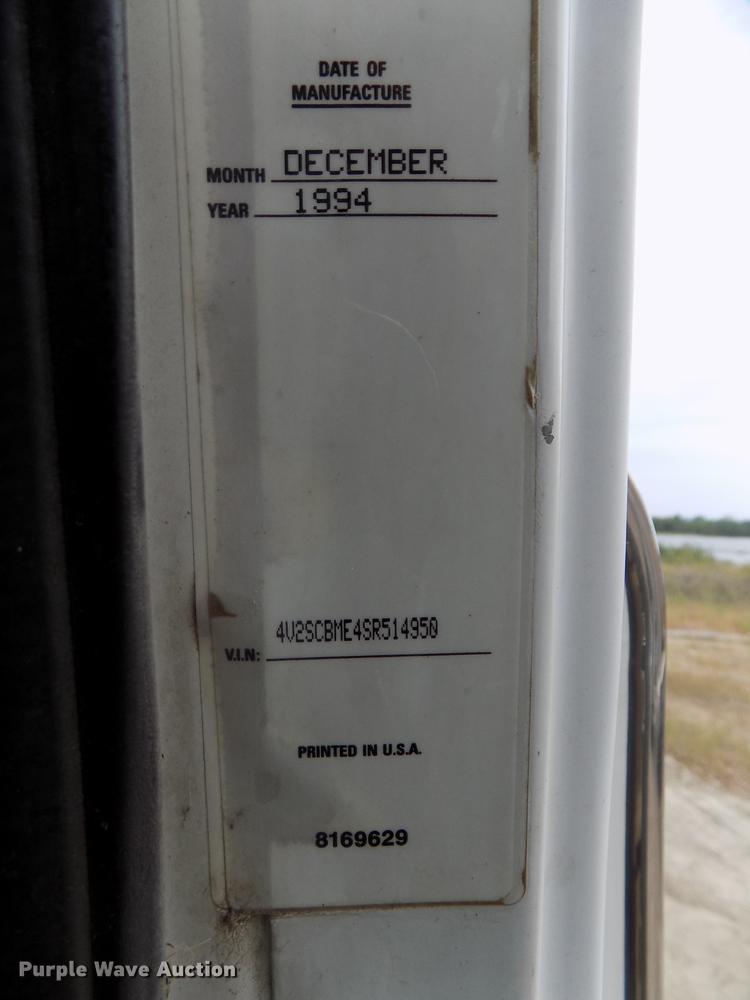 DATE OF
MANUFACTURE
MONTH DECEMBER
YEAR 1994
4V2SCBME4SR514950
V.I.N:
PRINTED IN U.S.A.
8169629
Purple Wave Auction